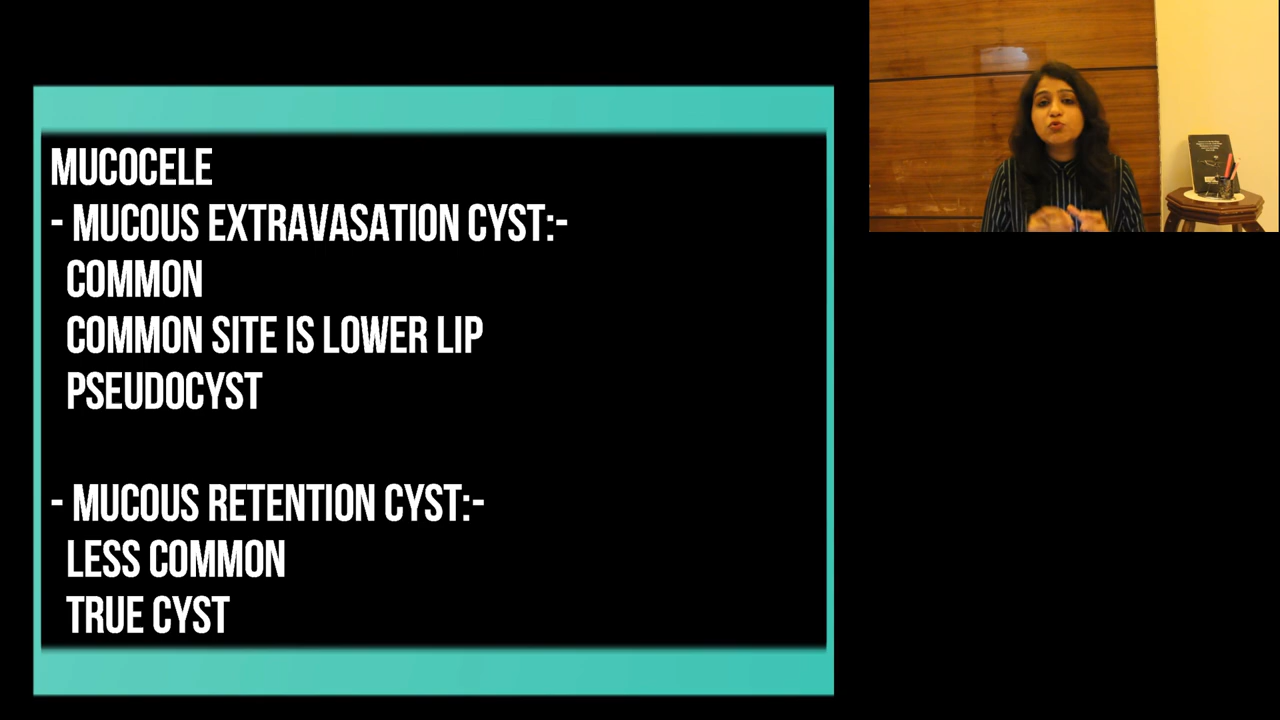 MUCOCELE
- MUCOUS EXTRAVASATION CYST:-
COMMON
COMMON SITE IS LOWER LIP
PSEUDOCYST
- MUCOUS RETENTION CYST:-
LESS COMMON
TRUE CYST